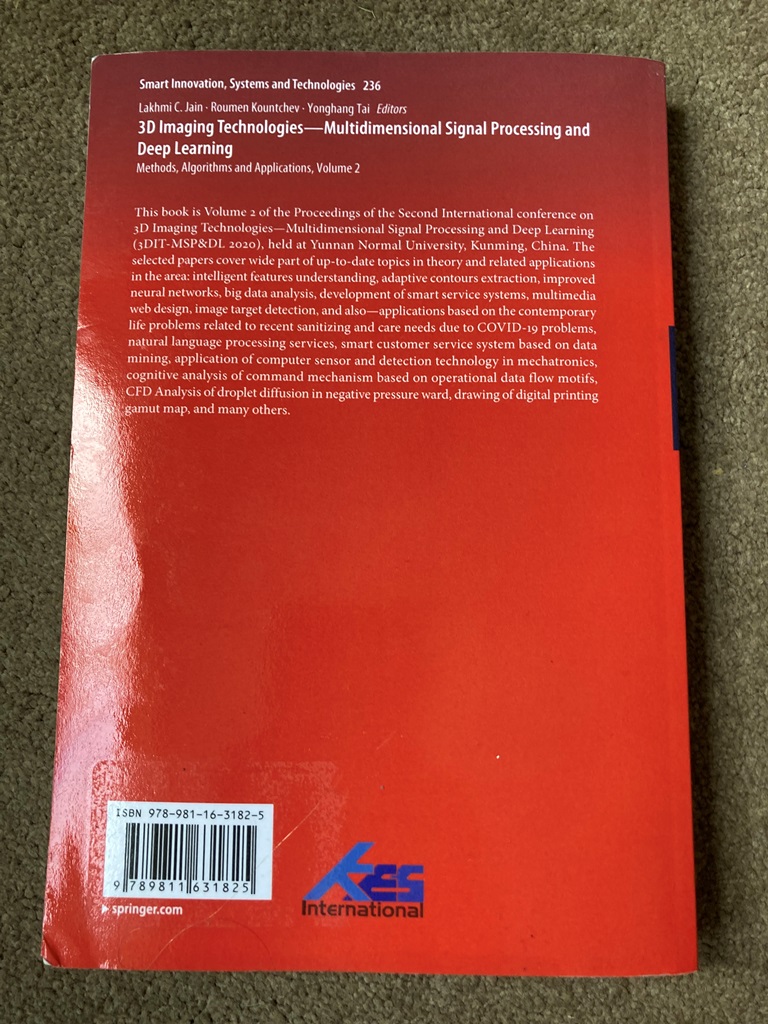 Smart Innovation, Systems and Technologies 236
Lakhmi C. Jain · Roumen Kountchev · Yonghang Tai Editors
3D Imaging Technologies—Multidimensional Signal Processing and
Deep Learning
Methods, Algorithms and Applications, Volume 2
This book is Volume 2 of the Proceedings of the Second International conference on
3D Imaging Technologies—Multidimensional Signal Processing and Deep Learning
(3DIT-MSP&DL 2020), held at Yunnan Normal University, Kunming, China. The
selected papers cover wide part of up-to-date topics in theory and related applications
in the area: intelligent features understanding, adaptive contours extraction, improved
neural networks, big data analysis, development of smart service systems, multimedia
web design, image target detection, and also—applications based on the contemporary
life problems related to recent sanitizing and care needs due to COVID-19 problems,
natural language processing services, smart customer service system based on data
mining, application of computer sensor and detection technology in mechatronics,
cognitive analysis of command mechanism based on operational data flow motifs,
CFD Analysis of droplet diffusion in negative pressure ward, drawing of digital printing
gamut map, and many others.
ISBN 978-981-16-3182-5
9 789811 631825
springer.com
KES
International